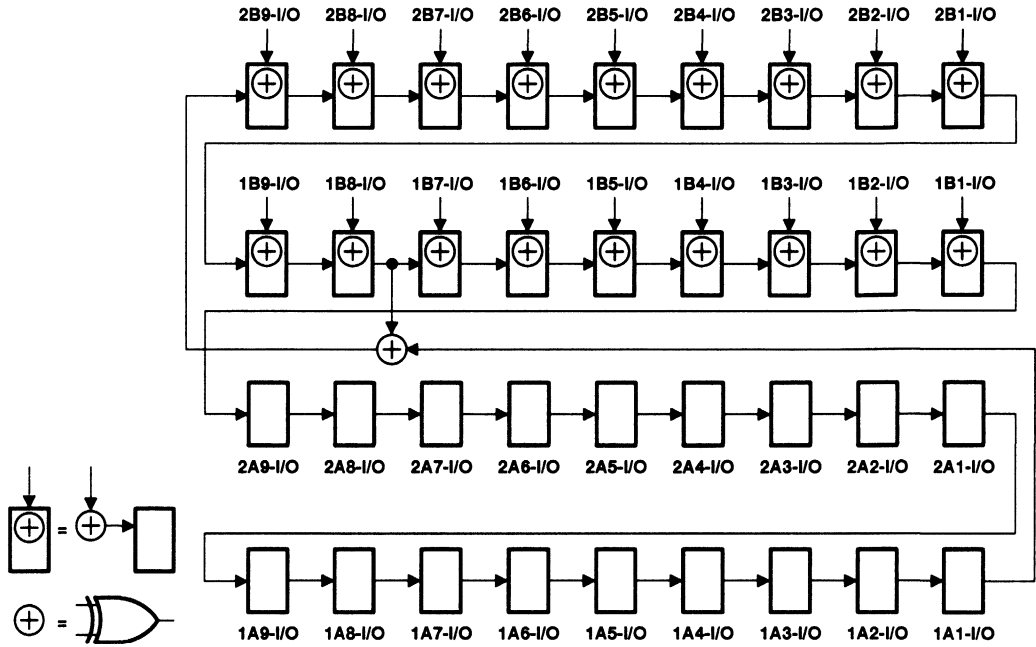 2B9-I/O 2B8-I/O 2B7-I/O 2B6-I/O 2B5-I/O 2B4-I/O 2B3-I/O 2B2-I/O 2B1-I/O
1B9-I/O 1B8-I/O 1B7-I/O 1B6-I/O 1B5-I/O 1B4-I/O 1B3-I/O 1B2-I/O 1B1-I/O
2A9-I/O 2A8-I/O 2A7-I/O 2A6-I/O 2A5-I/O 2A4-I/O 2A3-I/O 2A2-I/O 2A1-I/O
=
=
1A9-I/O 1A8-I/O 1A7-I/O 1A6-I/O 1A5-I/O 1A4-I/O 1A3-I/O 1A2-I/O 1A1-I/O